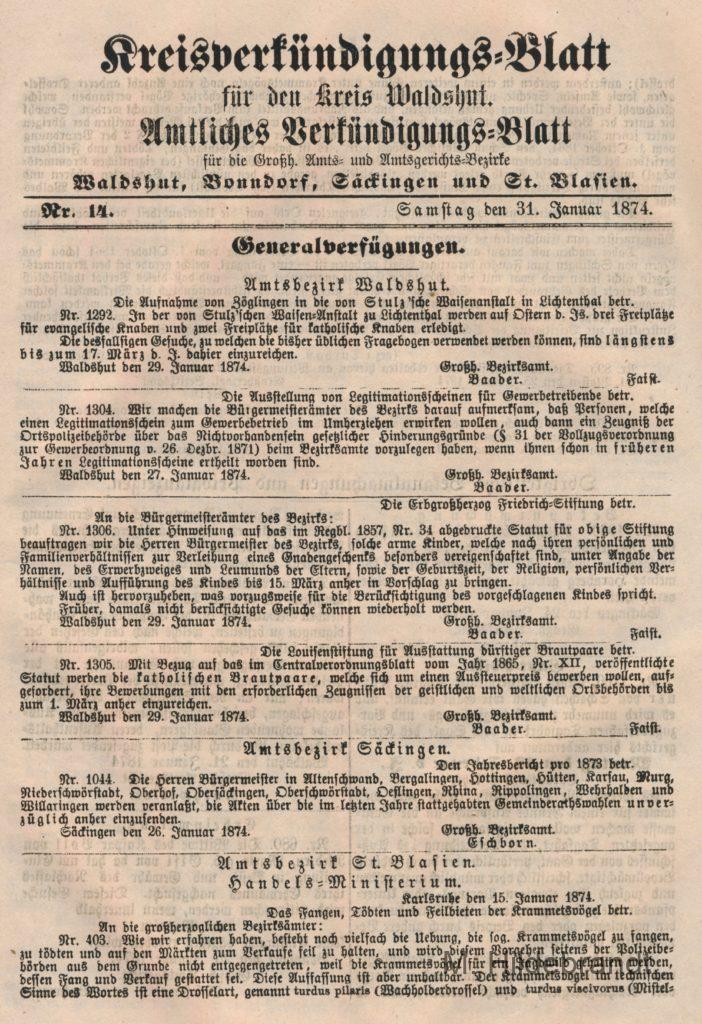 Kreisverkündigungs-Blatt
für den Kreis Waldshut.
Amtliches Verkündigungs-Blatt
für die Großh. Amts- und Amtsgerichts-Bezirke
Waldshut, Bonndorf, Säckingen und St. Blasien.
Nr. 14. Samstag den 31. Januar 1874.
Generalverfügungen.
Amtsbezirk Waldshut.
Die Aufnahme von Zöglingen in die von Stulz'sche Waisenanstalt in Lichtenthal betr.
Nr. 1292. In der von Stulz'schen Waisen-Anstalt zu Lichtenthal werden auf Ostern d. Js. drei Freiplätze
für evangelische Knaben und zwei Freiplätze für katholische Knaben erledigt.
Die desfallsigen Gesuche, zu welchen die bisher üblichen Fragebogen verwendet werden können, sind längstens
bis zum 17. März d. J. dahier einzureichen.
Waldshut den 29. Januar 1874. Großh. Bezirksamt.
Baader. Faist.
Die Ausstellung von Legitimationsscheinen für Gewerbetreibende betr.
Nr. 1304. Wir machen die Bürgermeisterämter des Bezirks darauf aufmerksam, daß Personen, welche
einen Legitimationsschein zum Gewerbebetrieb im Umherziehen erwirken wollen, auch dann ein Zeugniß der
Ortspolizeibehörde über das Nichtvorhandensein gesetzlicher Hinderungsgründe (§ 31 der Vollzugsverordnung
zur Gewerbeordnung v. 26. Dezbr. 1871) beim Bezirksamte vorzulegen haben, wenn ihnen schon in früheren
Jahren Legitimationsscheine ertheilt worden sind.
Waldshut den 27. Januar 1874. Großh. Bezirksamt.
Baader.
Die Erbgroßherzog Friedrich-Stiftung betr.
An die Bürgermeisterämter des Bezirks:
Nr. 1306. Unter Hinweisung auf das im Regbl. 1857, Nr. 34 abgedruckte Statut für obige Stiftung
beauftragen wir die Herren Bürgermeister des Bezirks, solche arme Kinder, welche nach ihren persönlichen und
Familienverhältnissen zur Verleihung eines Gnadengeschenks besonders vereigenschaftet sind, unter Angabe der
Namen, des Erwerbzweiges und Leumunds der Eltern, sowie der Geburtszeit, der Religion, persönlichen Ver-
hältnisse und Aufführung des Kindes bis 15. März anher in Vorschlag zu bringen.
Auch ist hervorzuheben, was vorzugsweise für die Berücksichtigung des vorgeschlagenen Kindes spricht.
Früher, damals nicht berücksichtigte Gesuche können wiederholt werden.
Waldshut den 29. Januar 1874. Großh. Bezirksamt.
Baader. Faist.
Die Louisenstiftung für Ausstattung dürftiger Brautpaare betr.
Nr. 1305. Mit Bezug auf das im Centralverordnungsblatt vom Jahr 1865, Nr. XII, veröffentlichte
Statut werden die katholischen Brautpaare, welche sich um einen Aussteuerpreis bewerben wollen, auf-
gefordert, ihre Bewerbungen mit den erforderlichen Zeugnissen der geistlichen und weltlichen Ortsbehörden bis
zum 1. März anher einzureichen.
Waldshut den 29. Januar 1874. Großh. Bezirksamt.
Baader. Faist.
Amtsbezirk Säckingen.
Den Jahresbericht pro 1873 betr.
Nr. 1044. Die Herren Bürgermeister in Altenschwand, Bergalingen, Hottingen, Hütten, Karsau, Murg,
Niederschwörstadt, Oberhof, Obersäckingen, Oberschwörstadt, Oeflingen, Rhina, Rippolingen, Wehrhalden und
Willaringen werden veranlaßt, die Akten über die im letzten Jahre stattgehabten Gemeinderathswahlen unver-
züglich anher einzusenden.
Säckingen den 26. Januar 1874. Großh. Bezirksamt.
Eschborn.
Amtsbezirk St. Blasien.
Handels-Ministerium.
Karlsruhe den 15. Januar 1874.
Das Fangen, Tödten und Feilbieten der Krammetsvögel betr.
An die großherzoglichen Bezirksämter:
Nr. 403. Wie wir erfahren haben, besteht noch vielfach die Uebung, die sog. Krammetsvögel zu fangen,
zu tödten und auf den Märkten zum Verkaufe feil zu halten, und wird diesem Vorgehen seitens der Polizeibe-
hörden aus dem Grunde nicht entgegengetreten, weil die Krammetsvögel für ein gehalten werden,
dessen Fang und Verkauf gestattet sei. Diese Auffassung ist aber unhaltbar. Der Krammetsvogel im technischen
Sinne des Wortes ist eine Drosselart, genannt turdus pilaris (Wachholderdrossel) und turdus viscivorus (Mistel-